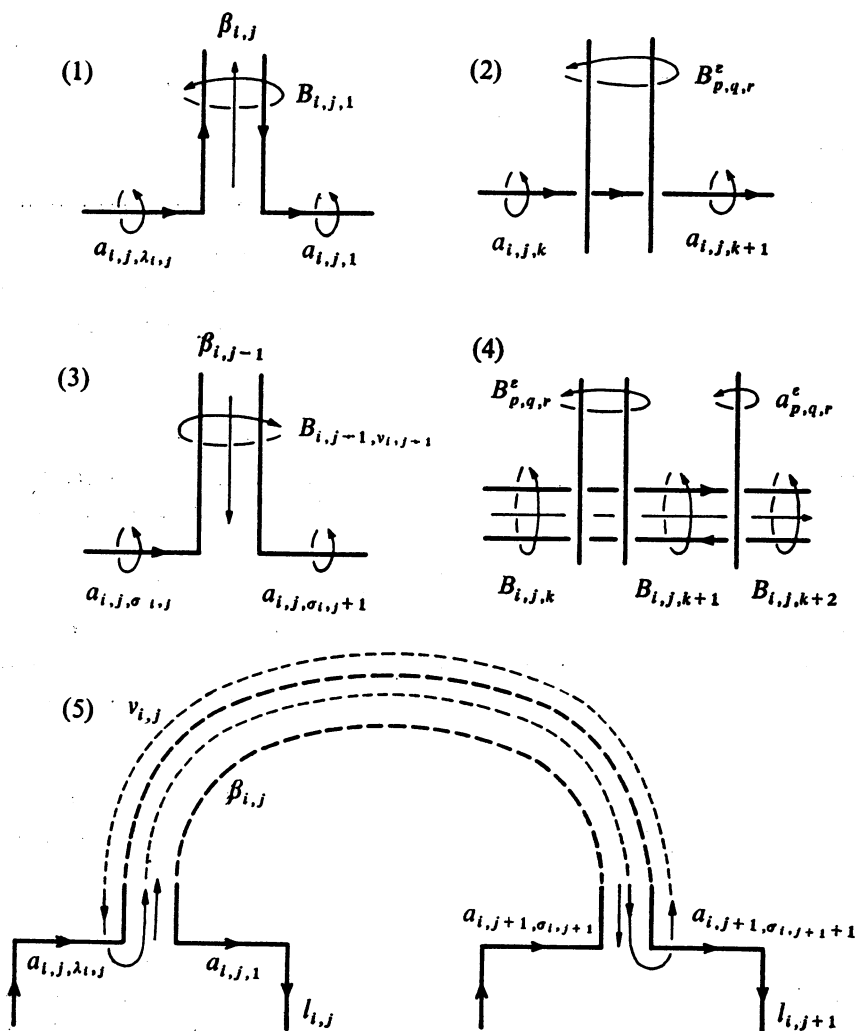 (1)
β_{i,j}
B_{i,j,1}
a_{i,j,λ_{i,j}}
a_{i,j,1}
(2)
B^ε_{p,q,r}
a_{i,j,k}
a_{i,j,k+1}
(3)
β_{i,j−1}
B_{i,j−1,ν_{i,j−1}}
a_{i,j,σ_{i,j}}
a_{i,j,σ_{i,j}+1}
(4)
B^ε_{p,q,r}
a^ε_{p,q,r}
B_{i,j,k}
B_{i,j,k+1}
B_{i,j,k+2}
(5)
v_{i,j}
β_{i,j}
a_{i,j,λ_{i,j}}
a_{i,j,1}
l_{i,j}
a_{i,j+1,σ_{i,j+1}}
a_{i,j+1,σ_{i,j+1}+1}
l_{i,j+1}